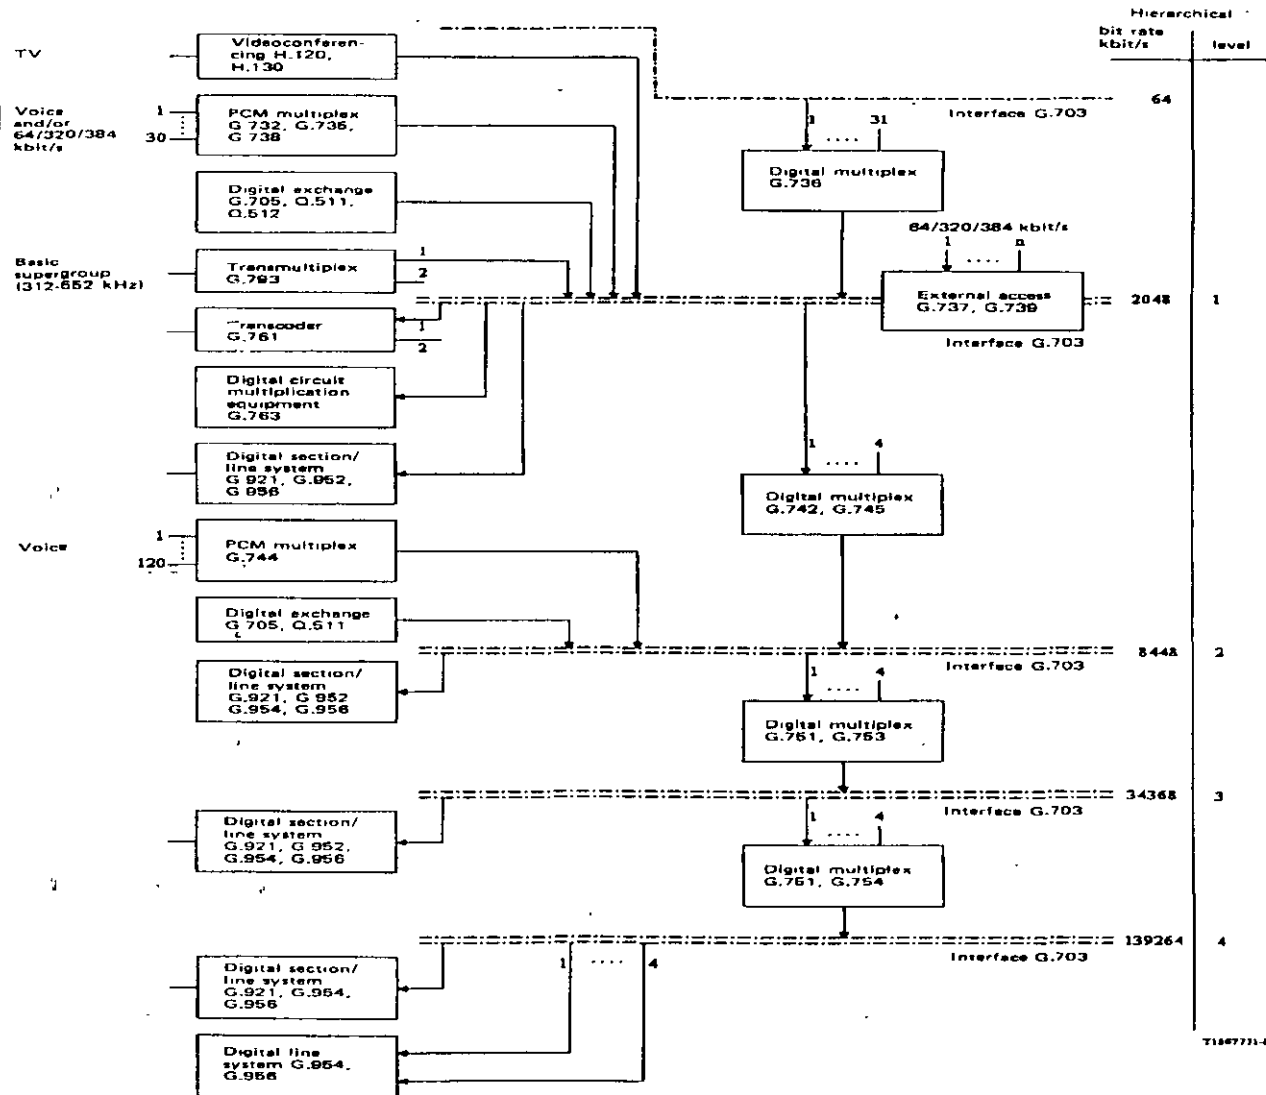 Hierarchical
bit rate
kbit/s
level
TV
Videoconferen-
cing H.120,
H.130
64
Interface G.703
Voice
and/or
64/320/384
kbit/s
1
30
PCM multiplex
G 732, G.735,
G 738
1
31
Digital multiplex
G.736
Digital exchange
G.705, Q.511,
Q.512
64/320/384 kbit/s
1
n
Basic
supergroup
(312-552 kHz)
Transmultiplex
G.793
1
2
External access
G.737, G.739
2048
1
Interface G.703
Transcoder
G.761
1
2
Digital circuit
multiplication
equipment
G.763
Digital section/
line system
G 921, G.952,
G 956
1
4
Digital multiplex
G.742, G.745
Voice
1
120
PCM multiplex
G.744
Digital exchange
G 705, Q.511
8448
2
Interface G.703
Digital section/
line system
G.921, G 952
G.954, G.956
1
4
Digital multiplex
G.751, G.753
34368
3
Interface G.703
Digital section/
line system
G.921, G 952,
G.954, G.956
1
4
Digital multiplex
G.751, G.754
139264
4
Interface G.703
Digital section/
line system
G.921, G.954,
G.956
1
4
Digital line
system G.954,
G.956